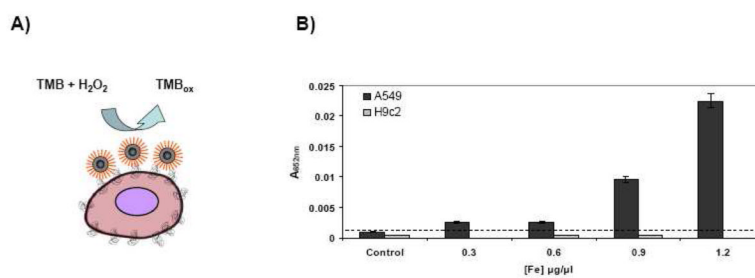 A)
TMB + H₂O₂
TMBₒₓ
B)
A549
H9c2
0.025
0.02
0.015
0.01
0.005
0
A652nm
Control
0.3
0.6
0.9
1.2
[Fe] µg/µl